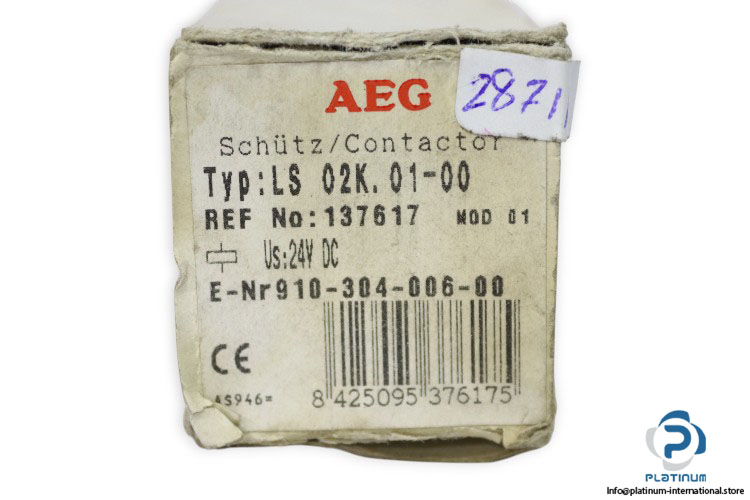 AEG
2871
Schütz/Contactor
Typ:LS 02K.01-00
REF No:137617 MOD 01
Us:24V DC
E-Nr910-304-006-00
CE
AS946=
8 425095 376175
PLATINUM
Info@platinum-international.store